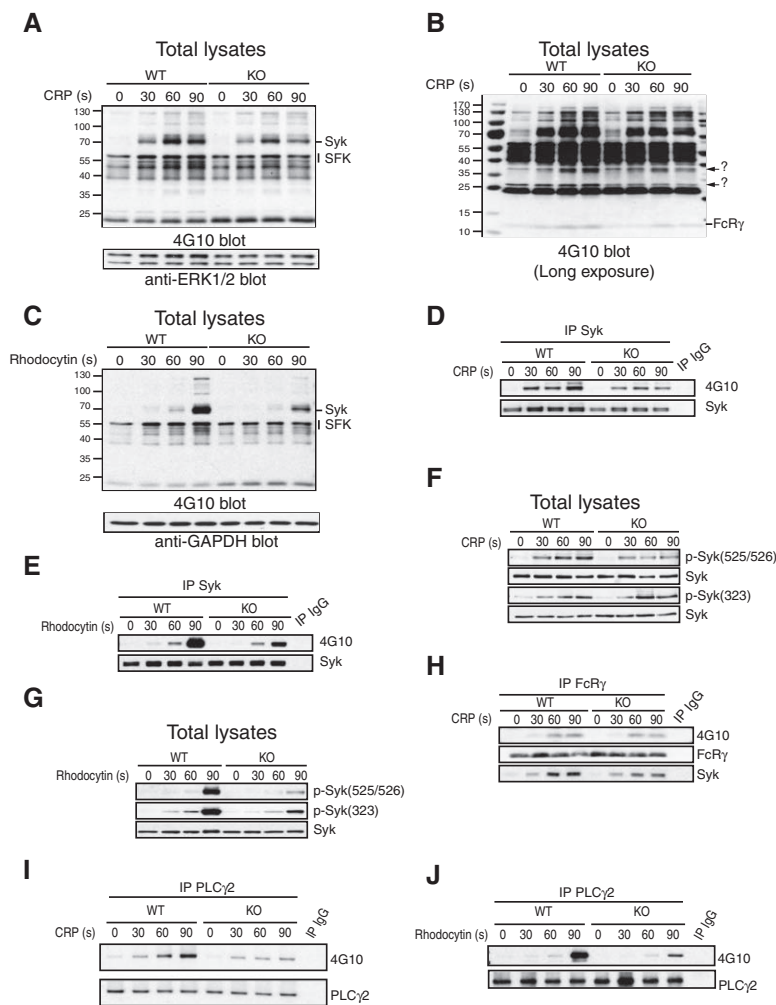 A
Total lysates
WT KO
CRP (s) 0 30 60 90 0 30 60 90
130
100
70
55
40
35
25
Syk
SFK
4G10 blot
anti-ERK1/2 blot
B
Total lysates
WT KO
CRP (s) 0 30 60 90 0 30 60 90
170
130
100
70
55
40
35
25
15
10
?
?
FcRγ
4G10 blot
(Long exposure)
C
Total lysates
WT KO
Rhodocytin (s) 0 30 60 90 0 30 60 90
130
100
70
55
35
25
Syk
SFK
4G10 blot
anti-GAPDH blot
D
IP Syk
WT KO IP IgG
CRP (s) 0 30 60 90 0 30 60 90
4G10
Syk
E
IP Syk
WT KO IP IgG
Rhodocytin (s) 0 30 60 90 0 30 60 90
4G10
Syk
F
Total lysates
WT KO
CRP (s) 0 30 60 90 0 30 60 90
p-Syk(525/526)
Syk
p-Syk(323)
Syk
G
Total lysates
WT KO
Rhodocytin (s) 0 30 60 90 0 30 60 90
p-Syk(525/526)
p-Syk(323)
Syk
H
IP FcRγ
WT KO IP IgG
CRP (s) 0 30 60 90 0 30 60 90
4G10
FcRγ
Syk
I
IP PLCγ2
WT KO IP IgG
CRP (s) 0 30 60 90 0 30 60 90
4G10
PLCγ2
J
IP PLCγ2
WT KO IP IgG
Rhodocytin (s) 0 30 60 90 0 30 60 90
4G10
PLCγ2